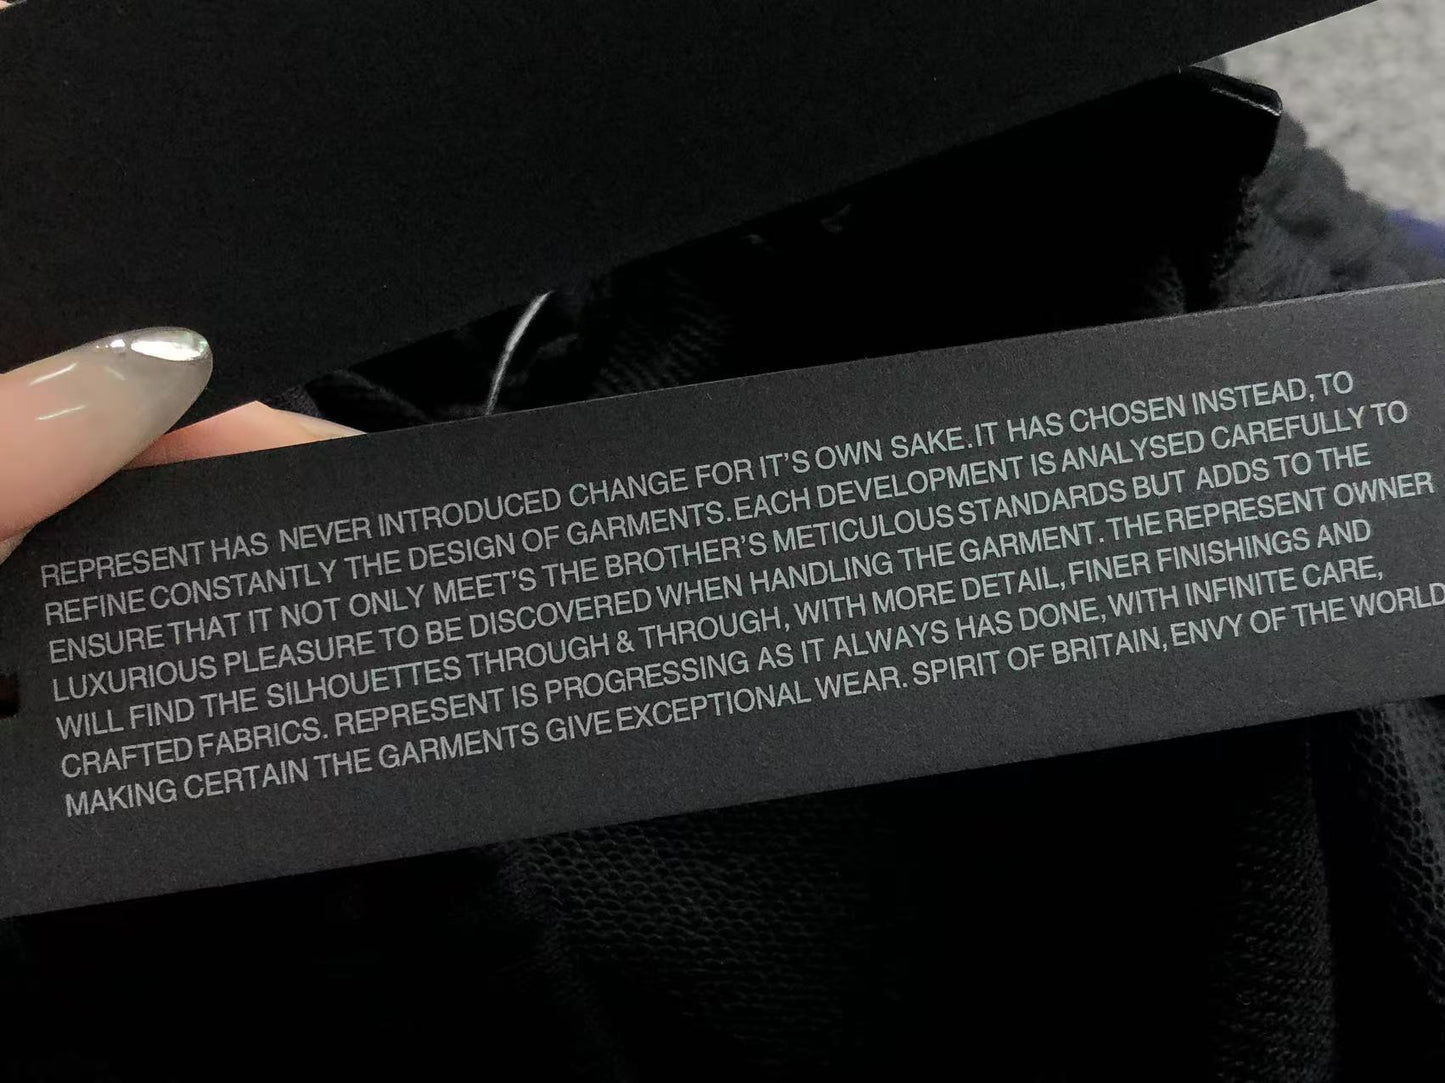 REPRESENT HAS NEVER INTRODUCED CHANGE FOR IT'S OWN SAKE. IT HAS CHOSEN INSTEAD, TO
REFINE CONSTANTLY THE DESIGN OF GARMENTS. EACH DEVELOPMENT IS ANALYSED CAREFULLY TO
ENSURE THAT IT NOT ONLY MEET'S THE BROTHER'S METICULOUS STANDARDS BUT ADDS TO THE
LUXURIOUS PLEASURE TO BE DISCOVERED WHEN HANDLING THE GARMENT. THE REPRESENT OWNER
WILL FIND THE SILHOUETTES THROUGH & THROUGH, WITH MORE DETAIL, FINER FINISHINGS AND
CRAFTED FABRICS. REPRESENT IS PROGRESSING AS IT ALWAYS HAS DONE, WITH INFINITE CARE,
MAKING CERTAIN THE GARMENTS GIVE EXCEPTIONAL WEAR. SPIRIT OF BRITAIN, ENVY OF THE WORLD